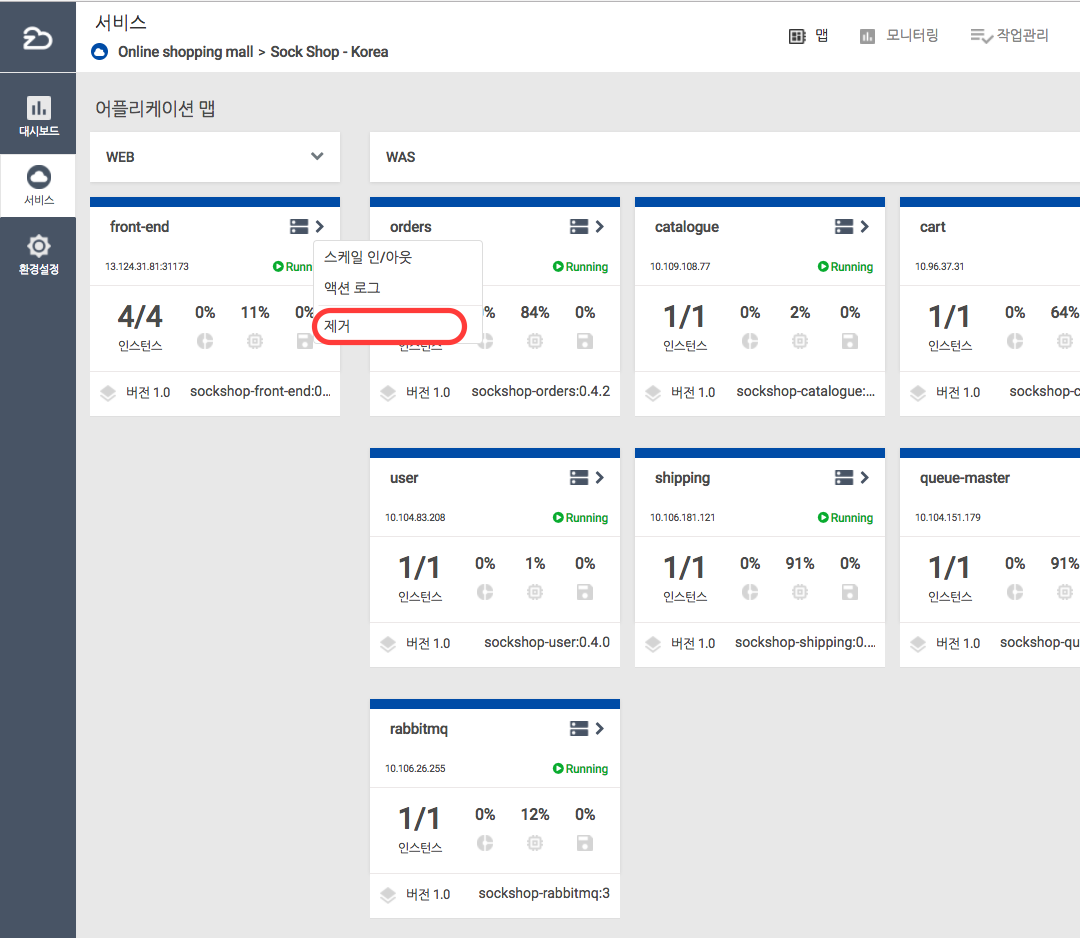 서비스
Online shopping mall > Sock Shop - Korea
맵
모니터링
작업관리
대시보드
서비스
환경설정
어플리케이션 맵
WEB
WAS
front-end
13.124.31.81:31173
Runn
4/4
인스턴스
0%
11%
0%
버전 1.0
sockshop-front-end:0...
스케일 인/아웃
액션 로그
제거
orders
Running
인스턴스
%
84%
0%
버전 1.0
sockshop-orders:0.4.2
catalogue
10.109.108.77
Running
1/1
인스턴스
0%
2%
0%
버전 1.0
sockshop-catalogue:...
cart
10.96.37.31
1/1
인스턴스
0%
64%
버전 1.0
sockshop-c
user
10.104.83.208
Running
1/1
인스턴스
0%
1%
0%
버전 1.0
sockshop-user:0.4.0
shipping
10.106.181.121
Running
1/1
인스턴스
0%
91%
0%
버전 1.0
sockshop-shipping:0....
queue-master
10.104.151.179
1/1
인스턴스
0%
91%
버전 1.0
sockshop-qu
rabbitmq
10.106.26.255
Running
1/1
인스턴스
0%
12%
0%
버전 1.0
sockshop-rabbitmq:3